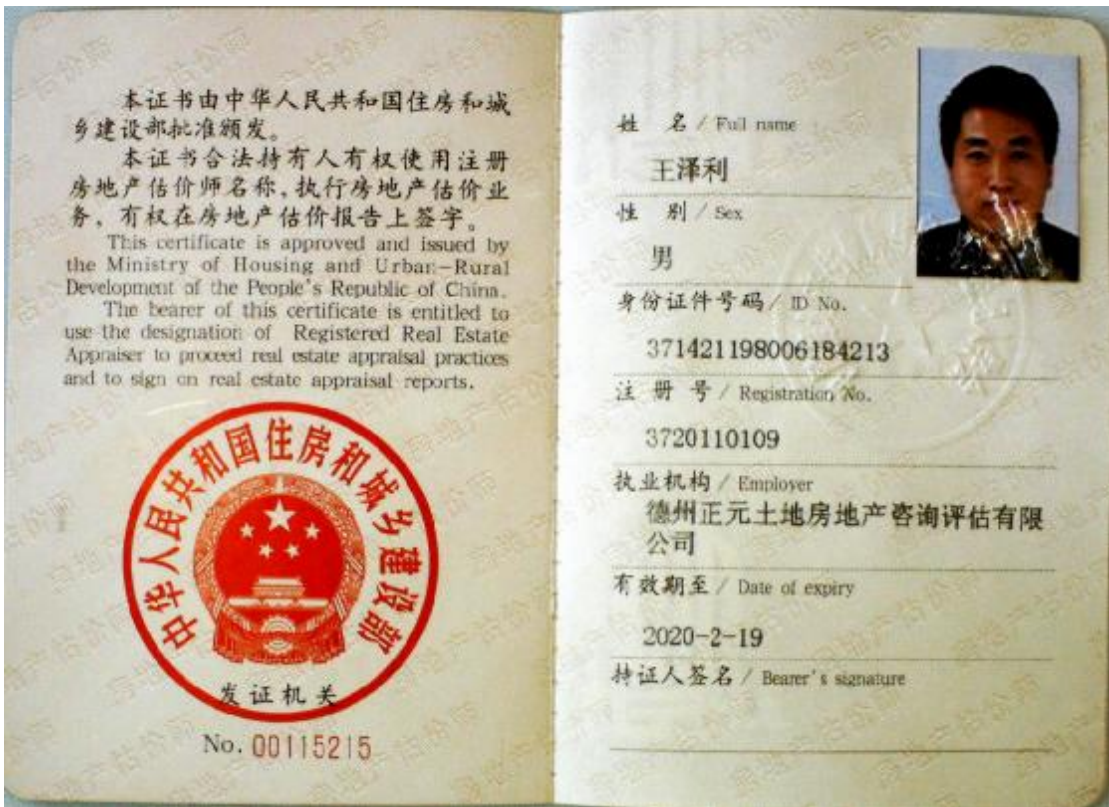 本证书由中华人民共和国住房和城
乡建设部批准颁发。
本证书合法持有人有权使用注册
房地产估价师名称，执行房地产估价业
务，有权在房地产估价报告上签字。
This certificate is approved and issued by
the Ministry of Housing and Urban-Rural
Development of the People's Republic of China.
The bearer of this certificate is entitled to
use the designation of Registered Real Estate
Appraiser to proceed real estate appraisal practices
and to sign on real estate appraisal reports.
中华人民共和国住房和城乡建设部
发证机关
No. 00115215
姓 名 / Full name
王泽利
性 别 / Sex
男
身份证件号码 / ID No.
371421198006184213
注 册 号 / Registration No.
3720110109
执业机构 / Employer
德州正元土地房地产咨询评估有限
公司
有效期至 / Date of expiry
2020-2-19
持证人签名 / Bearer's signature